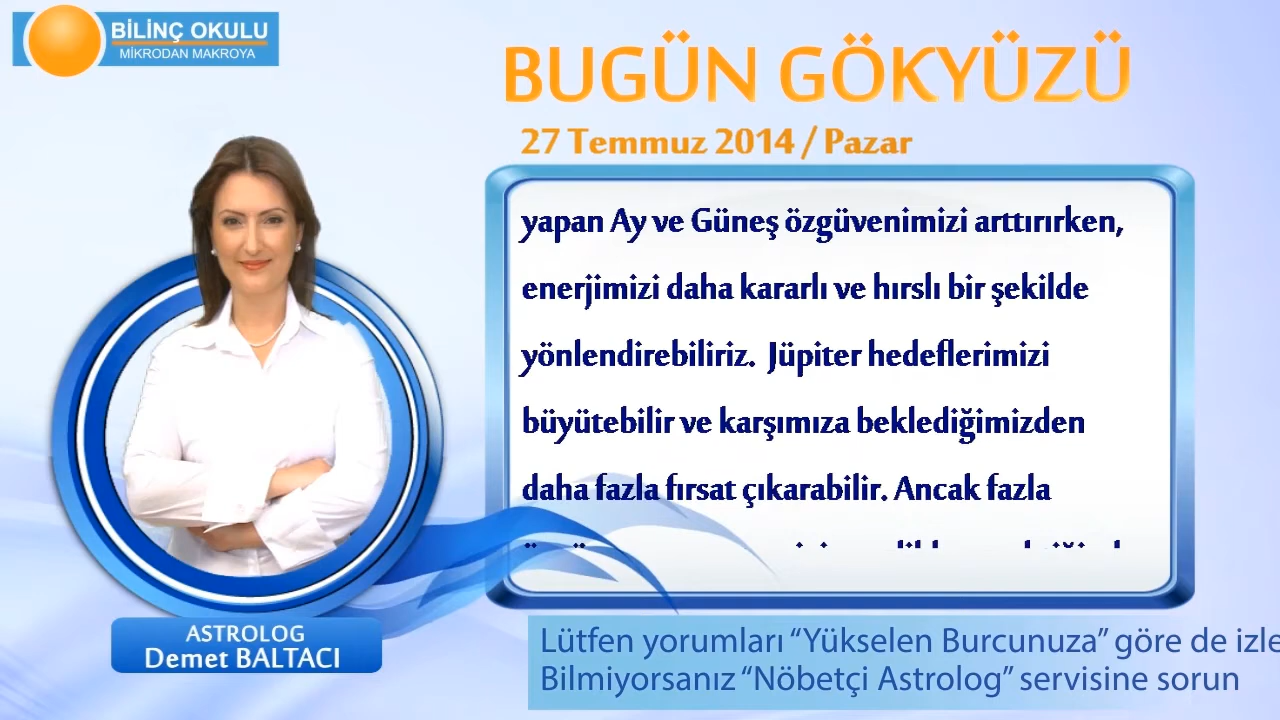 BİLİNÇ OKULU
MİKRODAN MAKROYA
BUGÜN GÖKYÜZÜ
27 Temmuz 2014 / Pazar
yapan Ay ve Güneş özgüvenimizi arttırırken,
enerjimizi daha kararlı ve hırslı bir şekilde
yönlendirebiliriz. Jüpiter hedeflerimizi
büyütebilir ve karşımıza beklediğimizden
daha fazla fırsat çıkarabilir. Ancak fazla
ASTROLOG
Demet BALTACI
Lütfen yorumları “Yükselen Burcunuza” göre de izle
Bilmiyorsanız “Nöbetçi Astrolog” servisine sorun